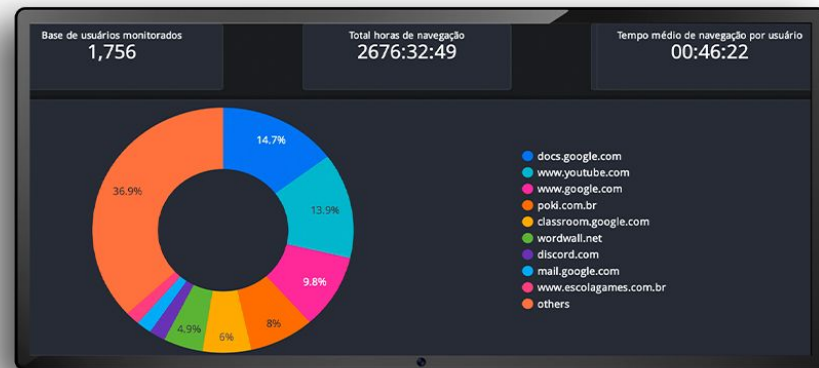 Base de usuários monitorados
1,756
Total horas de navegação
2676:32:49
Tempo médio de navegação por usuário
00:46:22
14.7%
13.9%
9.8%
8%
6%
4.9%
36.9%
docs.google.com
www.youtube.com
www.google.com
poki.com.br
classroom.google.com
wordwall.net
discord.com
mail.google.com
www.escolagames.com.br
others